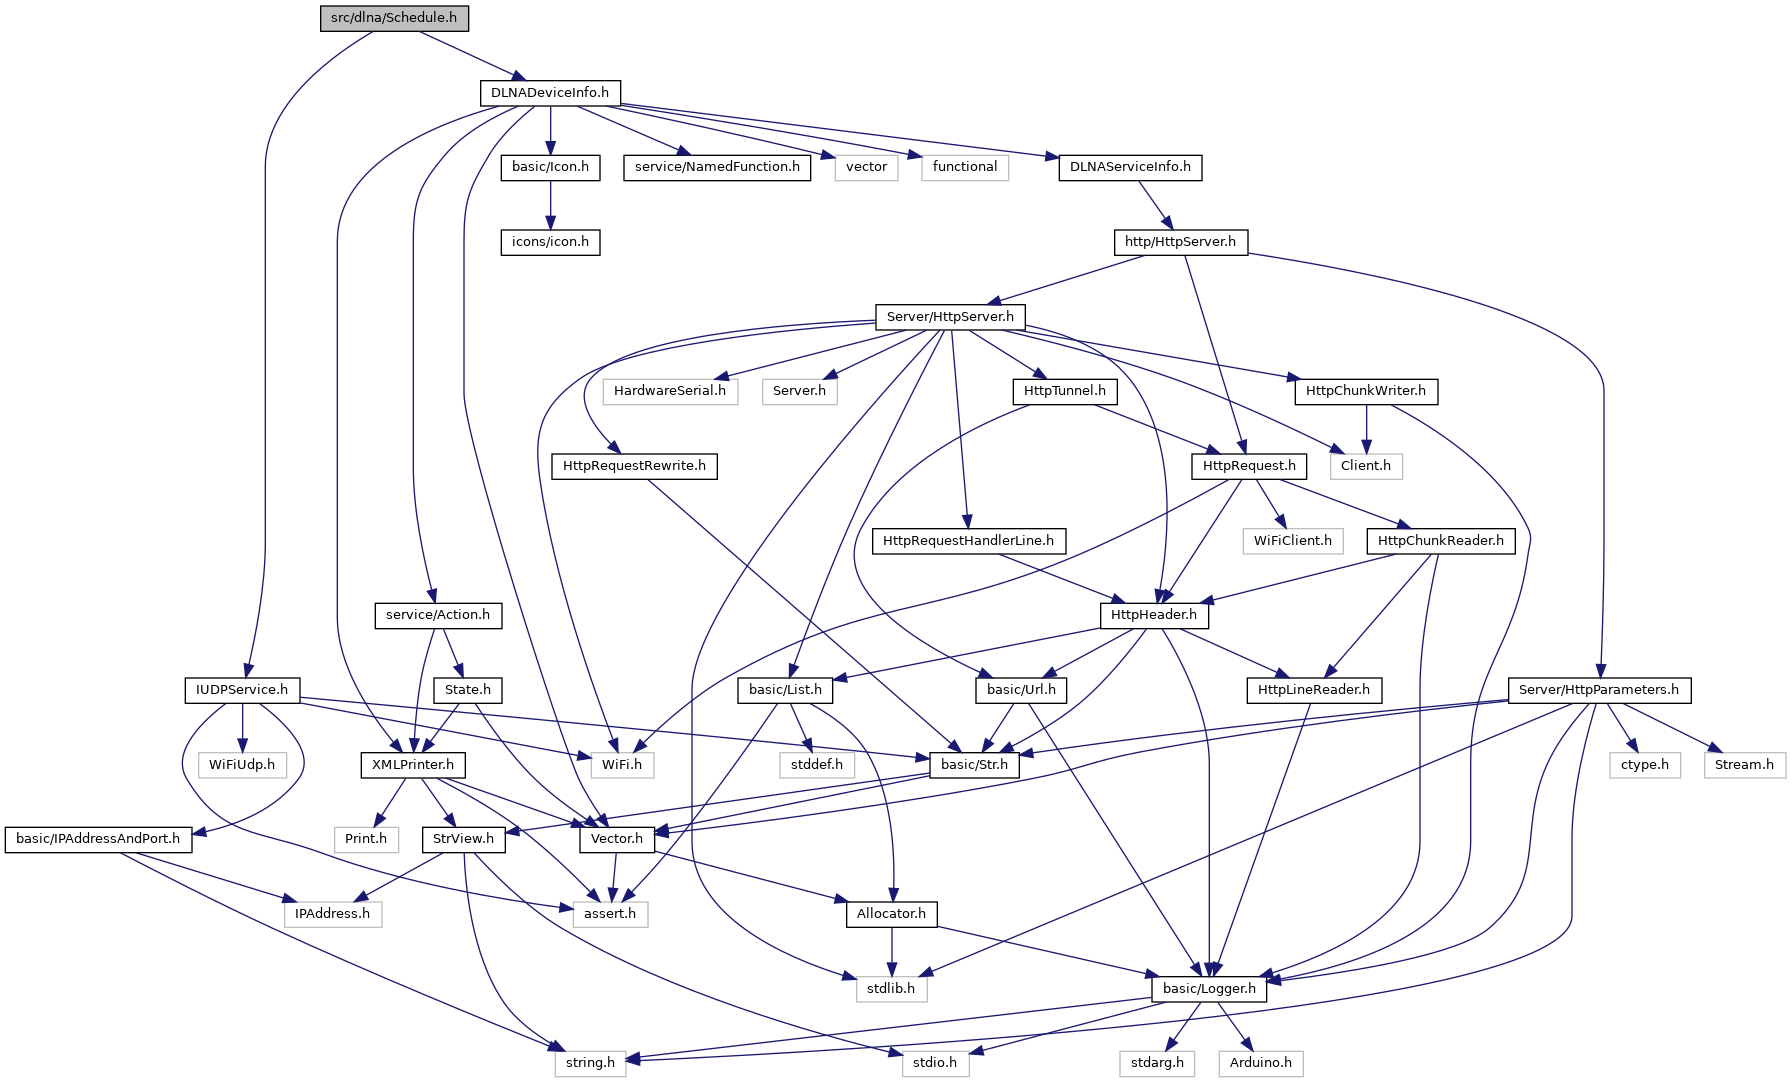 src/dlna/Schedule.h
DLNADeviceInfo.h
basic/Icon.h
service/NamedFunction.h
vector
functional
DLNAServiceInfo.h
icons/icon.h
http/HttpServer.h
Server/HttpServer.h
HardwareSerial.h
Server.h
HttpTunnel.h
HttpChunkWriter.h
HttpRequestRewrite.h
HttpRequest.h
Client.h
HttpRequestHandlerLine.h
WiFiClient.h
HttpChunkReader.h
service/Action.h
HttpHeader.h
IUDPService.h
State.h
basic/List.h
basic/Url.h
HttpLineReader.h
Server/HttpParameters.h
WiFiUdp.h
XMLPrinter.h
WiFi.h
stddef.h
basic/Str.h
ctype.h
Stream.h
basic/IPAddressAndPort.h
Print.h
StrView.h
Vector.h
IPAddress.h
assert.h
Allocator.h
stdlib.h
basic/Logger.h
string.h
stdio.h
stdarg.h
Arduino.h